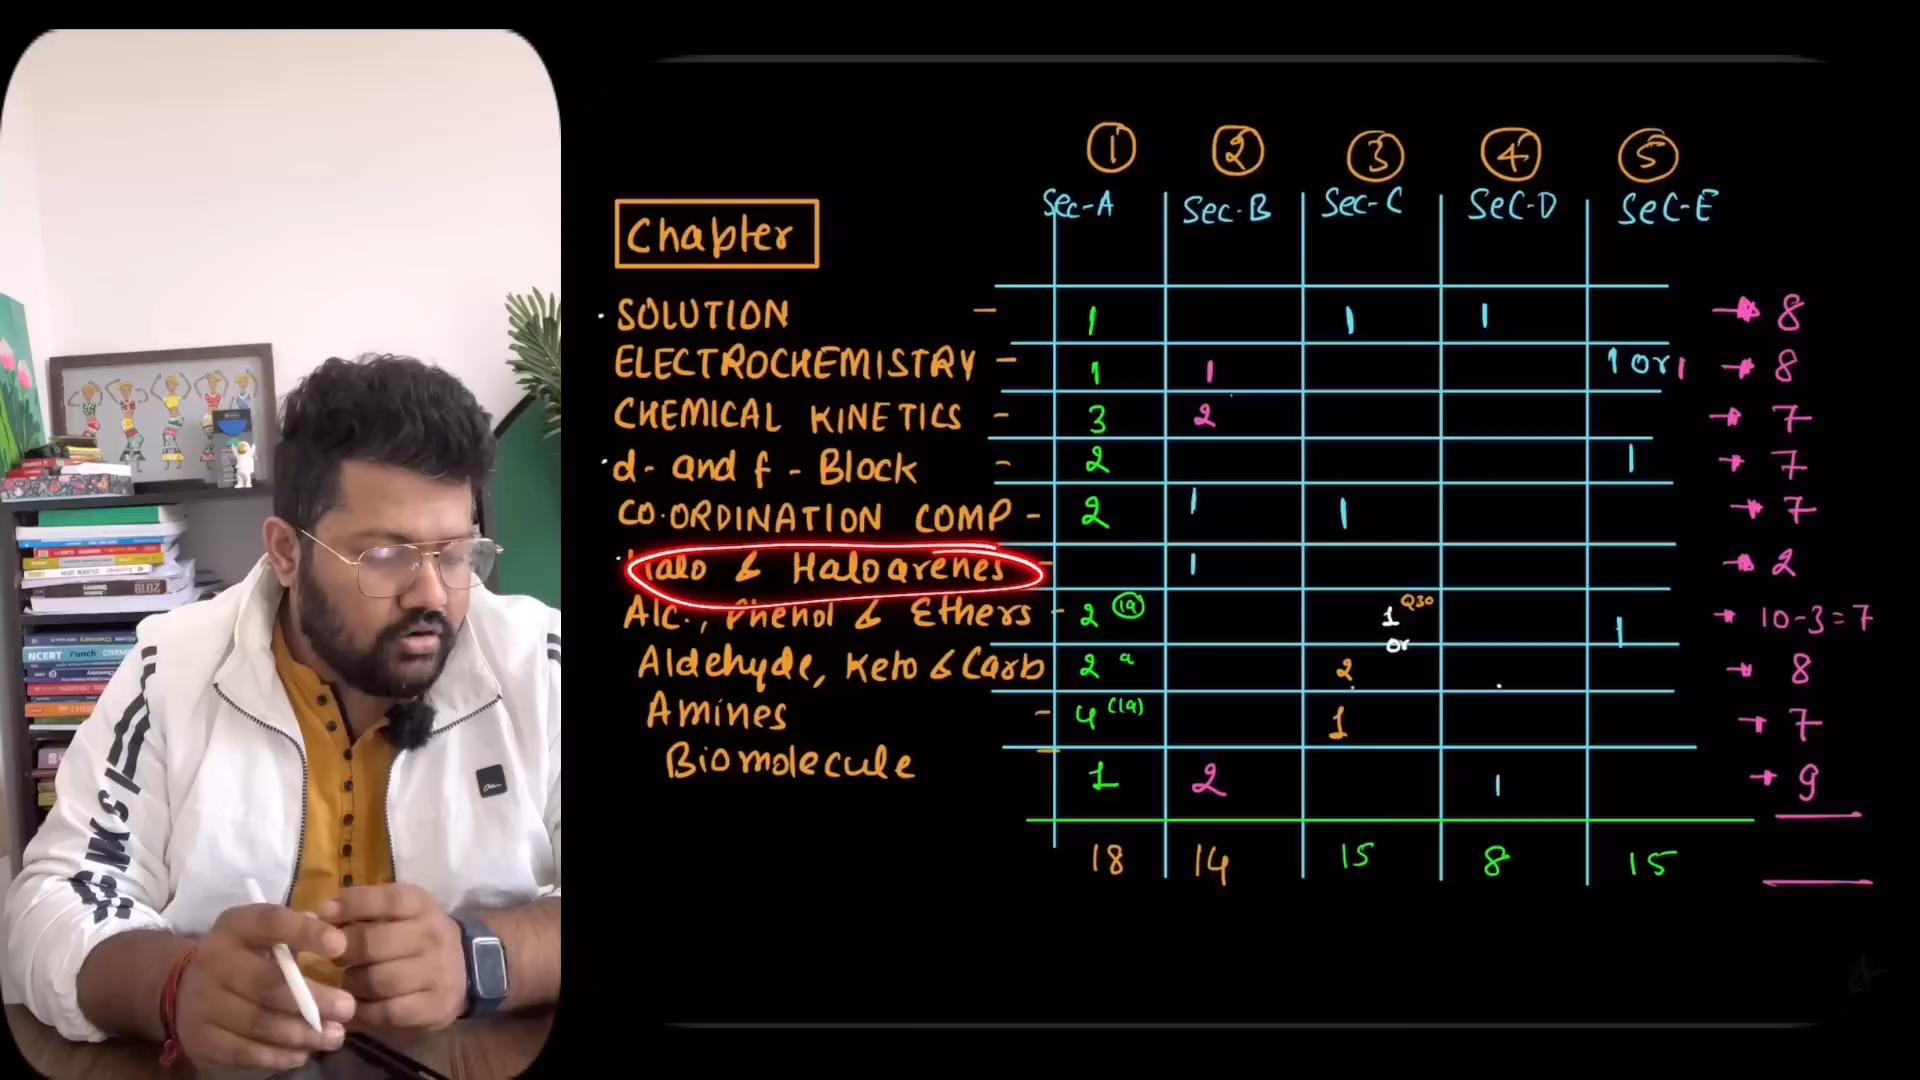 ① ② ③ ④ ⑤
Sec-A Sec-B Sec-C Sec-D Sec-E
Chapter
SOLUTION - 1 1 1 → 8
ELECTROCHEMISTRY - 1 1 1 or 1 → 8
CHEMICAL KINETICS - 3 2 → 7
d- and f - Block - 2 1 → 7
CO.ORDINATION COMP - 2 1 1 → 7
Halo & Haloarenes - 1 → 2
Alc., Phenol & Ethers - 2 (1a) 1 Q30 1 → 10-3=7
or
Aldehyde, Keto & Carb 2 a 2 → 8
Amines - 4 (1a) 1 → 7
Biomolecule - 1 2 1 → 9
18 14 15 8 15
NCERT Punch
2019